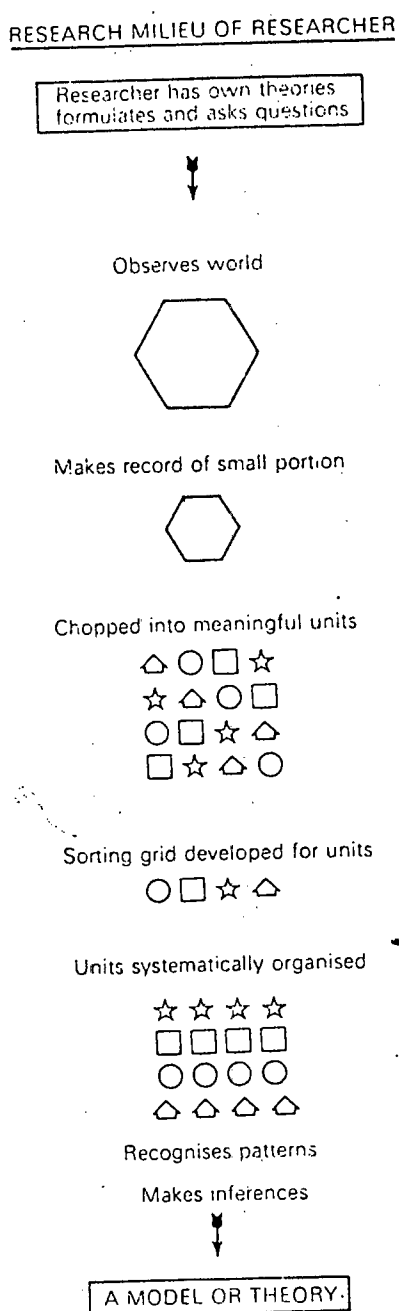 RESEARCH MILIEU OF RESEARCHER
Researcher has own theories
formulates and asks questions
Observes world
Makes record of small portion
Chopped into meaningful units
Sorting grid developed for units
Units systematically organised
Recognises patterns
Makes inferences
A MODEL OR THEORY.